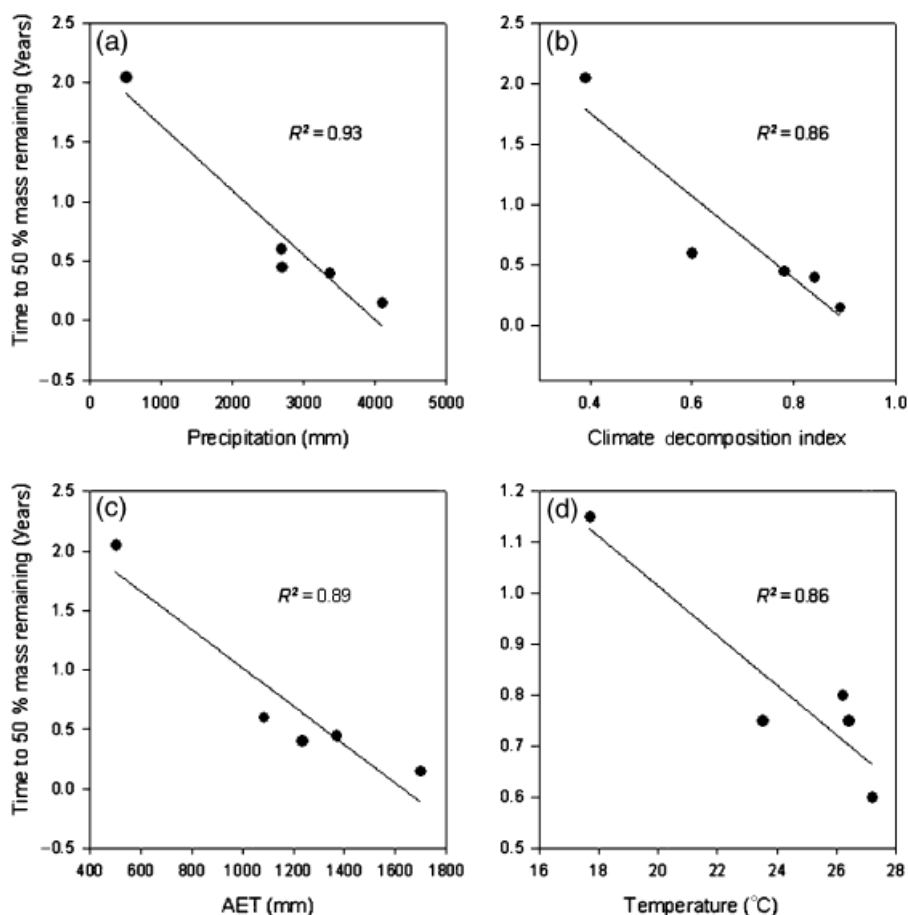 (a)
R² = 0.93
2.5
2.0
1.5
1.0
0.5
0.0
−0.5
0 1000 2000 3000 4000 5000
Time to 50 % mass remaining (Years)
Precipitation (mm)
(b)
R² = 0.86
2.5
2.0
1.5
1.0
0.5
0.0
0.4 0.6 0.8 1.0
Climate decomposition index
(c)
R² = 0.89
2.5
2.0
1.5
1.0
0.5
0.0
−0.5
400 600 800 1000 1200 1400 1600 1800
Time to 50 % mass remaining (Years)
AET (mm)
(d)
R² = 0.86
1.2
1.1
1.0
0.9
0.8
0.7
0.6
0.5
16 18 20 22 24 26 28
Temperature (°C)